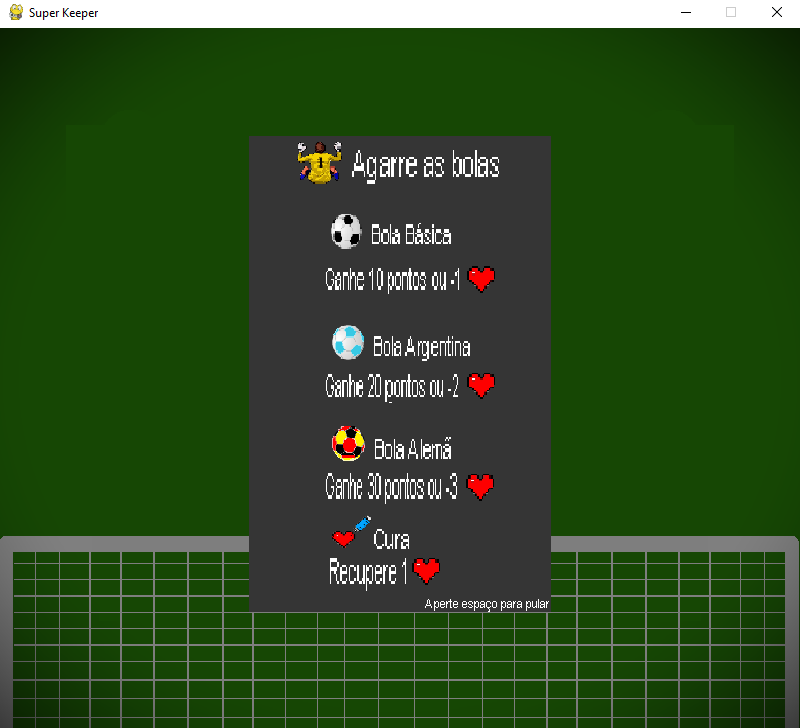 Super Keeper
Agarre as bolas
Bola Básica
Ganhe 10 pontos ou -1
Bola Argentina
Ganhe 20 pontos ou -2
Bola Alemã
Ganhe 30 pontos ou -3
Cura
Recupere 1
Aperte espaço para pular